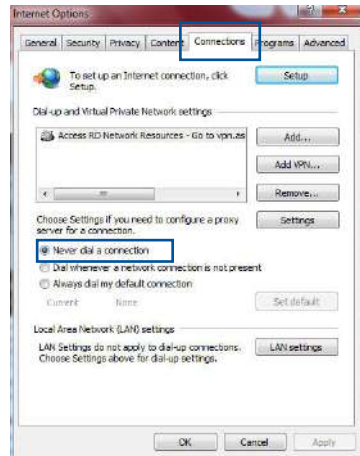 Internet Options
General Security Privacy Content Connections Programs Advanced
To set up an Internet connection, click
Setup.
Setup
Dial-up and Virtual Private Network settings
Access RD Network Resources - Go to vpn.as
Add...
Add VPN...
Remove...
Choose Settings if you need to configure a proxy
server for a connection.
Settings
Never dial a connection
Dial whenever a network connection is not present
Always dial my default connection
Current None
Set default
Local Area Network (LAN) settings
LAN Settings do not apply to dial-up connections.
Choose Settings above for dial-up settings.
LAN settings
OK Cancel Apply